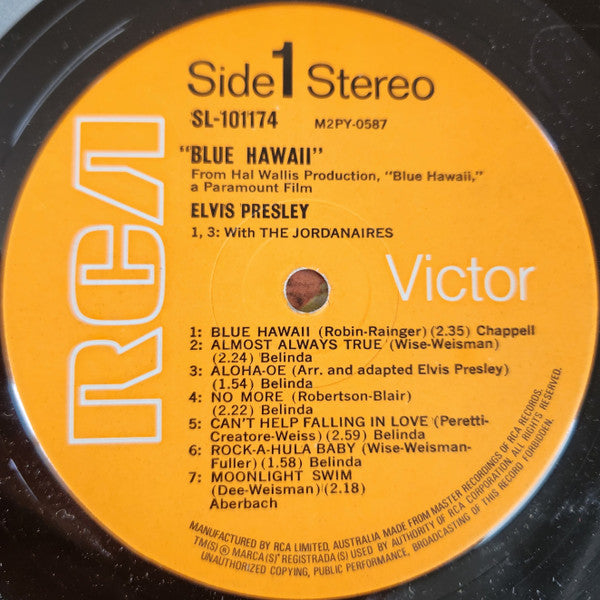 Side 1 Stereo
SL-101174 M2PY-0587
"BLUE HAWAII"
From Hal Wallis Production, "Blue Hawaii,"
a Paramount Film
ELVIS PRESLEY
1, 3: With THE JORDANAIRES
RCA
Victor
1: BLUE HAWAII (Robin-Rainger) (2.35) Chappell
2: ALMOST ALWAYS TRUE (Wise-Weisman)
(2.24) Belinda
3: ALOHA-OE (Arr. and adapted Elvis Presley)
(1.54) Belinda
4: NO MORE (Robertson-Blair)
(2.22) Belinda
5: CAN'T HELP FALLING IN LOVE (Peretti-
Creatore-Weiss) (2.59) Belinda
6: ROCK-A-HULA BABY (Wise-Weisman-
Fuller) (1.58) Belinda
7: MOONLIGHT SWIM
(Dee-Weisman) (2.18)
Aberbach
MANUFACTURED BY RCA LIMITED, AUSTRALIA MADE FROM MASTER RECORDINGS OF RCA RECORDS.
TM(S) ® MARCA(S) REGISTRADA(S) USED BY AUTHORITY OF RCA CORPORATION. ALL RIGHTS RESERVED.
UNAUTHORIZED COPYING, PUBLIC PERFORMANCE, BROADCASTING OF THIS RECORD FORBIDDEN.